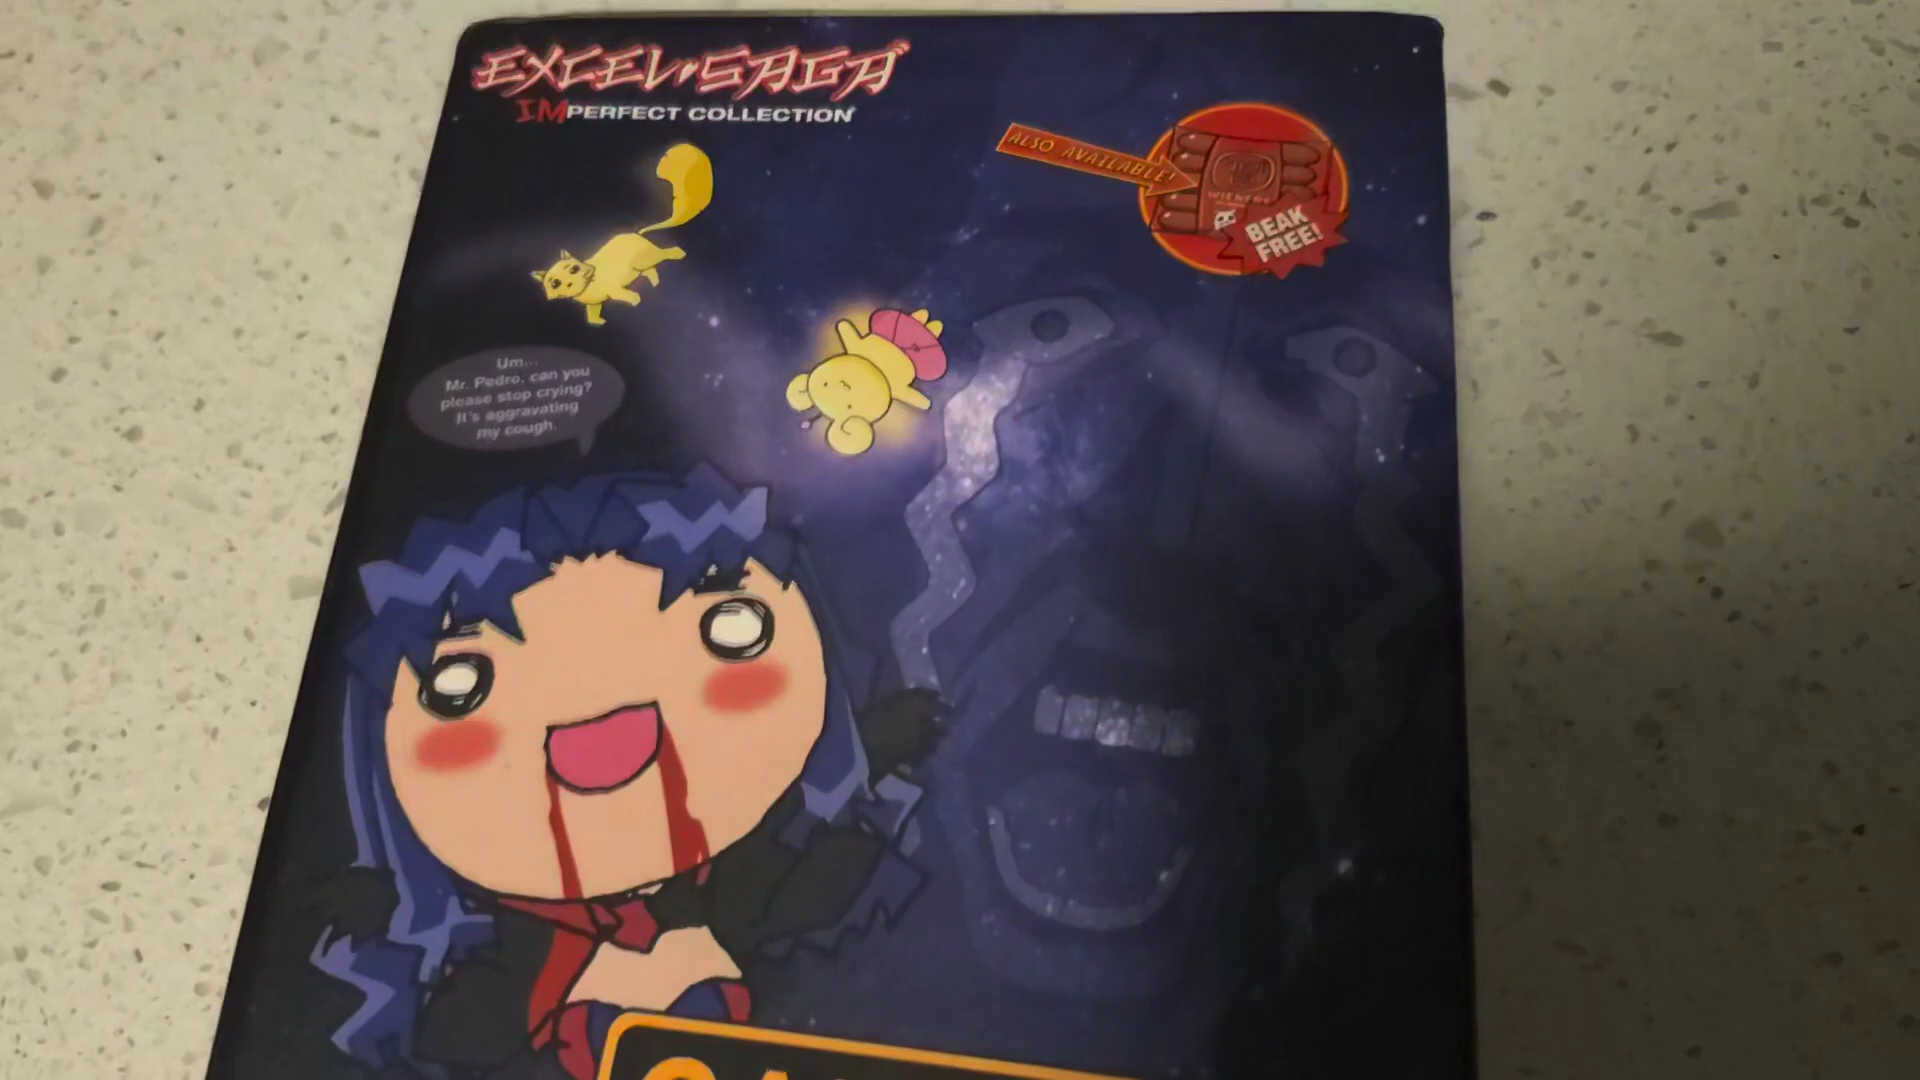 EXCEL SAGA
IMPERFECT COLLECTION
ALSO AVAILABLE!
BEAK
FREE!
Um...
Mr. Pedro, can you
please stop crying?
It's aggravating
my cough.